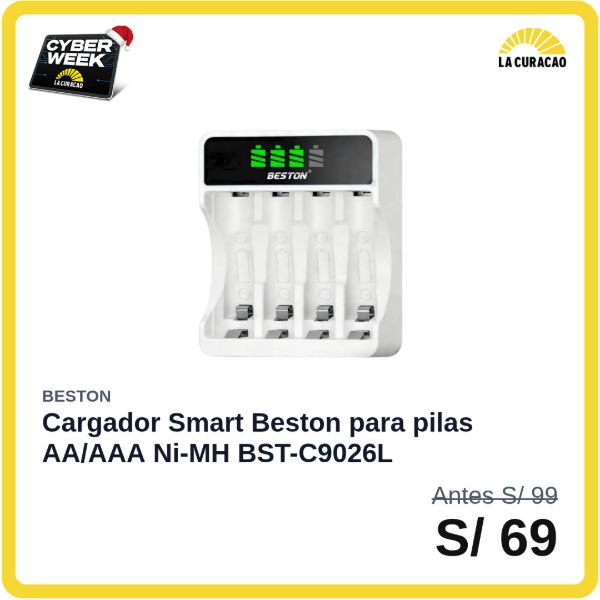 CYBER
WEEK
LA CURACAO
LA CURACAO
BESTON®
BESTON
Cargador Smart Beston para pilas
AA/AAA Ni-MH BST-C9026L
Antes S/ 99
S/ 69